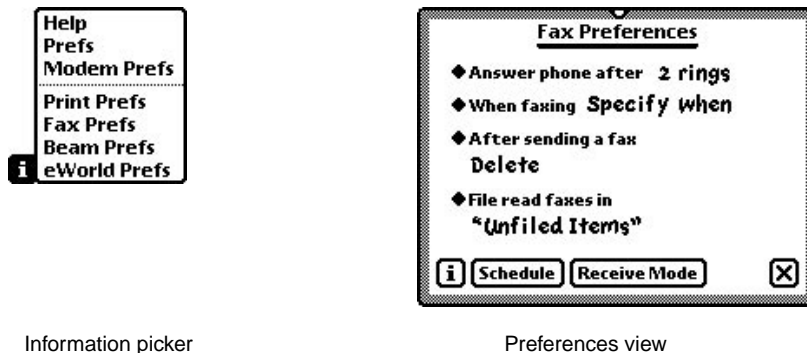 Help
Prefs
Modem Prefs
Print Prefs
Fax Prefs
Beam Prefs
i eWorld Prefs
Fax Preferences
◆Answer phone after 2 rings
◆When faxing Specify when
◆After sending a fax
Delete
◆File read faxes in
“Unfiled Items”
i Schedule Receive Mode X
Information picker
Preferences view